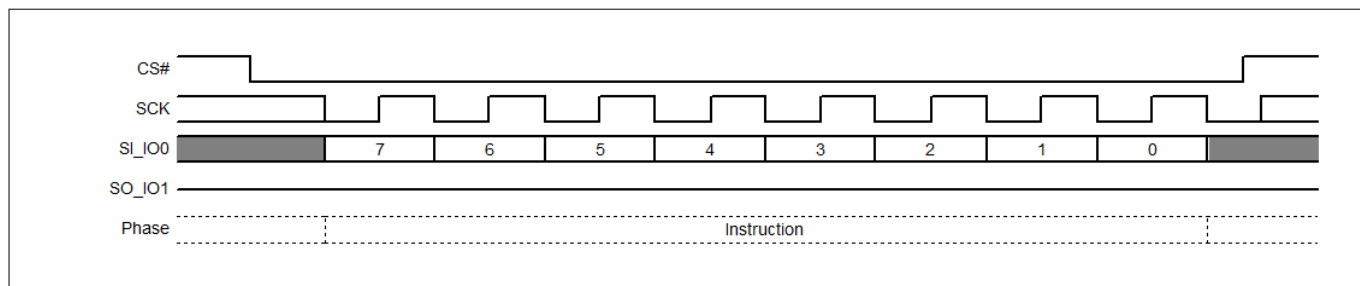 CS#
SCK
SI_IO0 7 6 5 4 3 2 1 0
SO_IO1
Phase Instruction